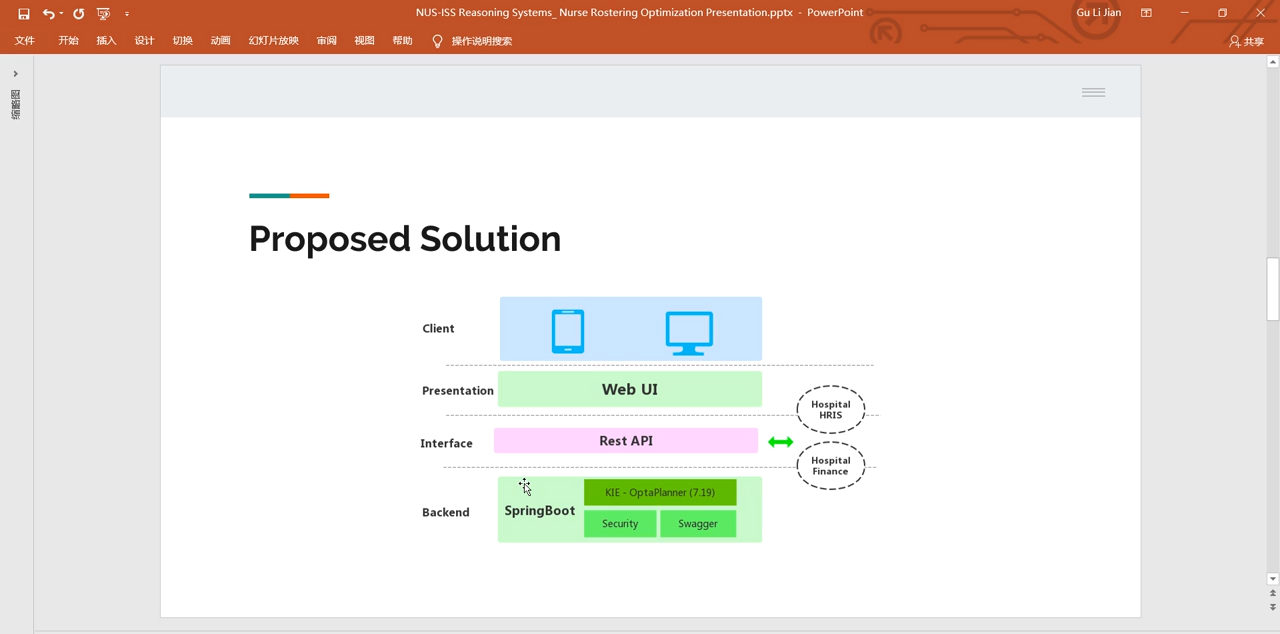 NUS-ISS Reasoning Systems_ Nurse Rostering Optimization Presentation.pptx - PowerPoint
Gu Li Jian
文件 开始 插入 设计 切换 动画 幻灯片放映 审阅 视图 帮助 操作说明搜索 共享
缩略图
Proposed Solution
Client
Presentation
Web UI
Hospital
HRIS
Interface
Rest API
Hospital
Finance
Backend
SpringBoot
KIE - OptaPlanner (7.19)
Security
Swagger